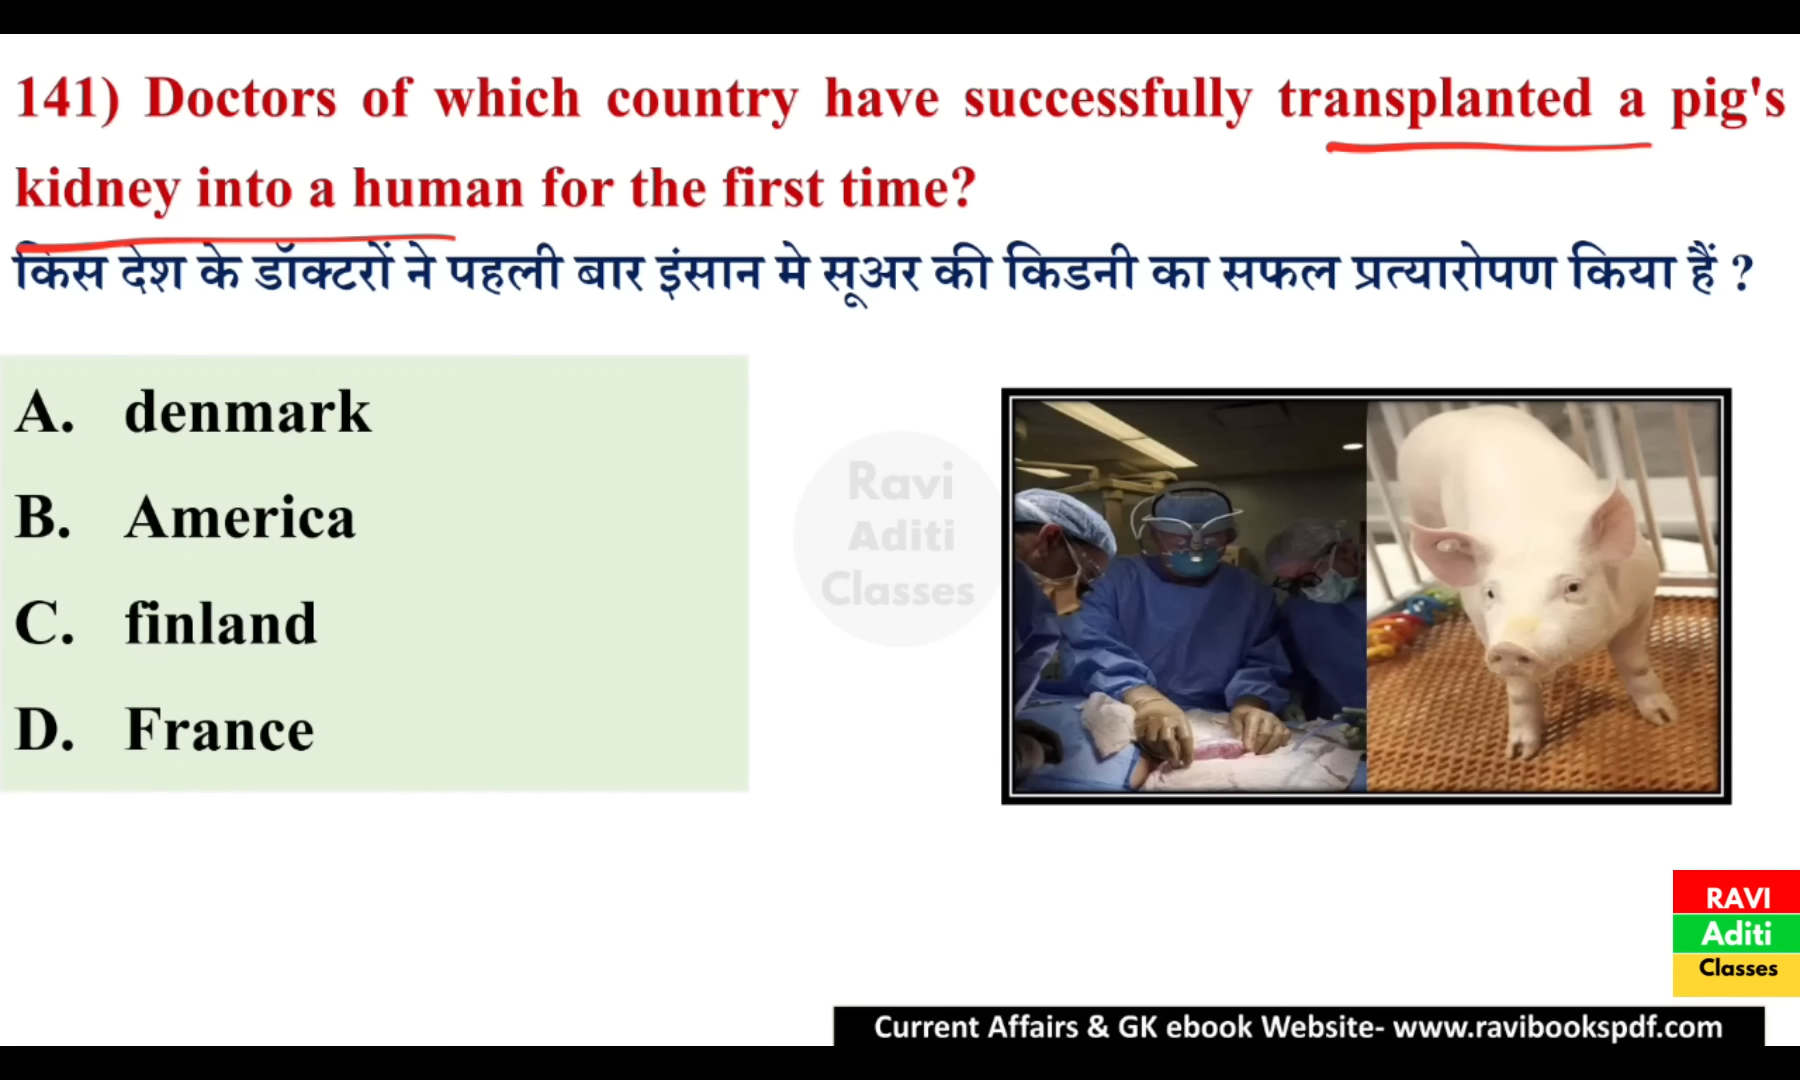 141) Doctors of which country have successfully transplanted a pig's
kidney into a human for the first time?
किस देश के डॉक्टरों ने पहली बार इंसान मे सूअर की किडनी का सफल प्रत्यारोपण किया हैं ?
A. denmark
B. America
C. finland
D. France
Ravi
Aditi
Classes
RAVI
Aditi
Classes
Current Affairs & GK ebook Website- www.ravibookspdf.com